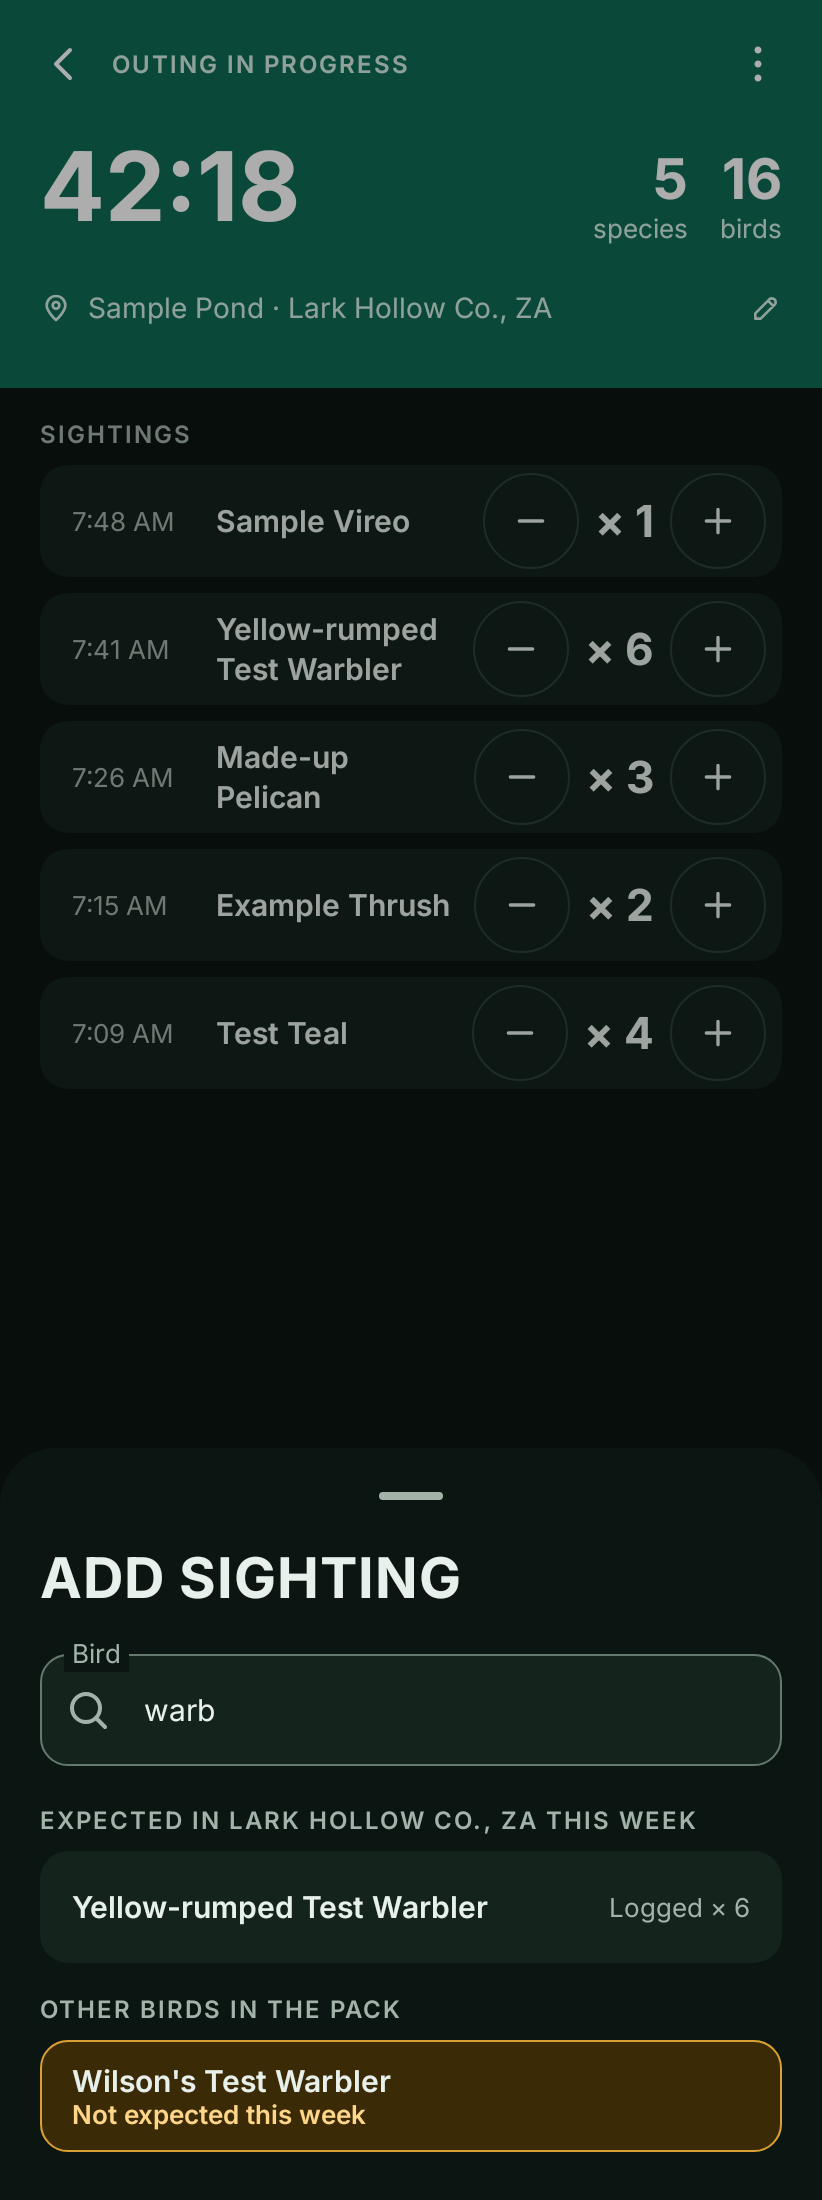 OUTING IN PROGRESS
42:18
5 species
16 birds
Sample Pond · Lark Hollow Co., ZA
SIGHTINGS
7:48 AM Sample Vireo × 1
7:41 AM Yellow-rumped
Test Warbler × 6
7:26 AM Made-up
Pelican × 3
7:15 AM Example Thrush × 2
7:09 AM Test Teal × 4
ADD SIGHTING
Bird
warb
EXPECTED IN LARK HOLLOW CO., ZA THIS WEEK
Yellow-rumped Test Warbler Logged × 6
OTHER BIRDS IN THE PACK
Wilson's Test Warbler
Not expected this week